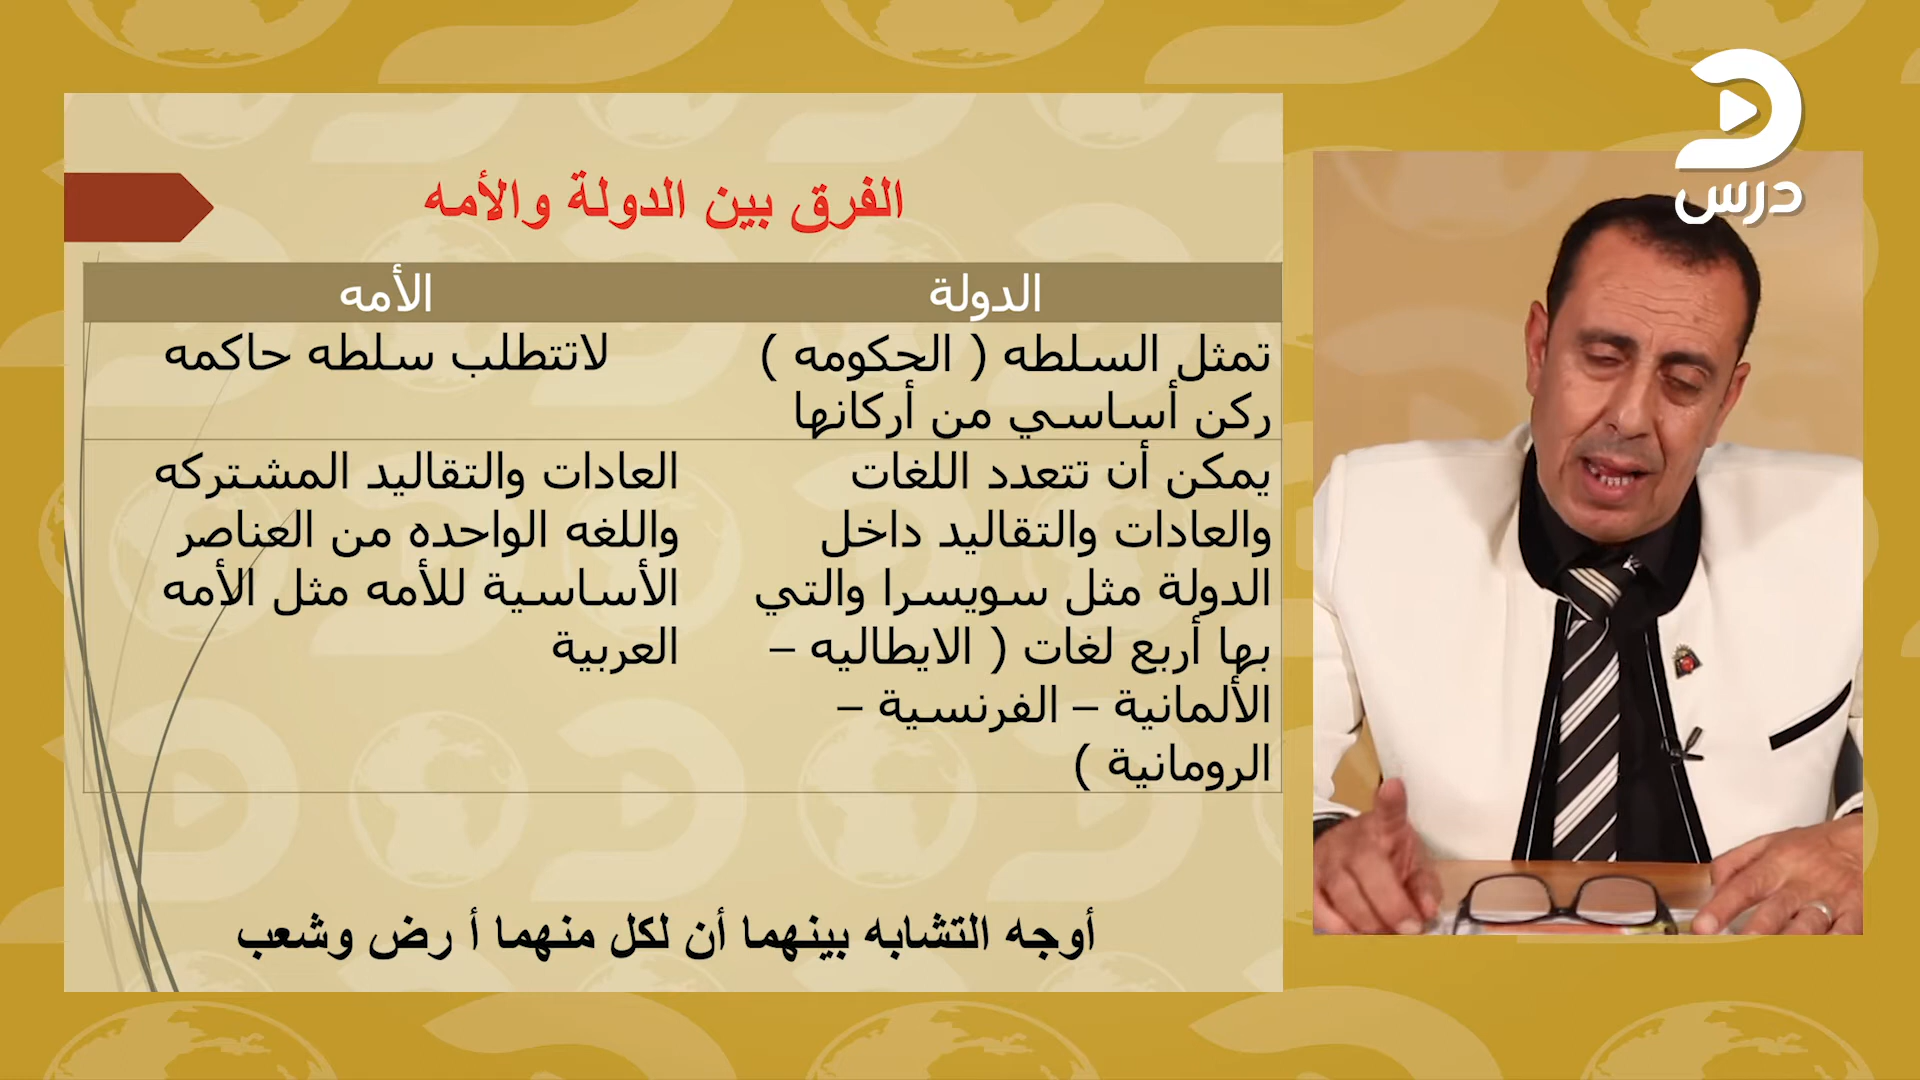 درس
الفرق بين الدولة والأمه
الدولة
الأمه
تمثل السلطه ( الحكومه )
ركن أساسي من أركانها
لاتتطلب سلطه حاكمه
يمكن أن تتعدد اللغات
والعادات والتقاليد داخل
الدولة مثل سويسرا والتي
بها أربع لغات ( الايطاليه –
الألمانية – الفرنسية –
الرومانية )
العادات والتقاليد المشتركه
واللغه الواحده من العناصر
الأساسية للأمه مثل الأمه
العربية
أوجه التشابه بينهما أن لكل منهما أ رض وشعب